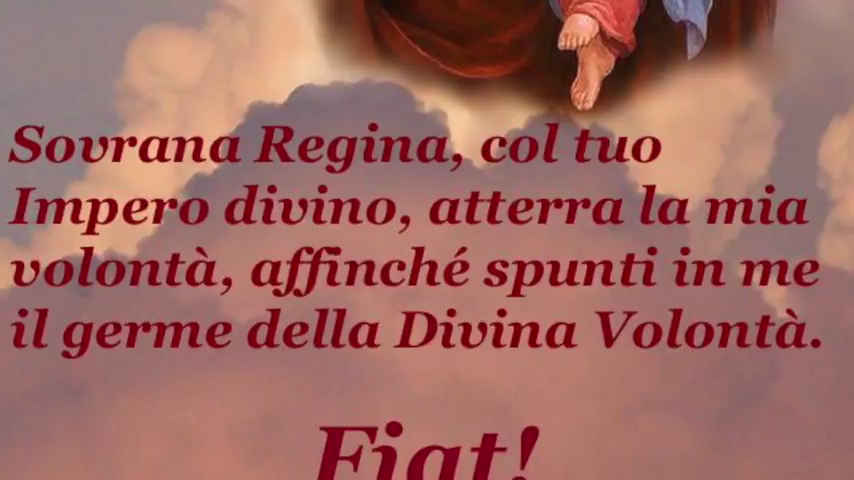 Sovrana Regina, col tuo
Impero divino, atterra la mia
volontà, affinché spunti in me
il germe della Divina Volontà.
Fiat!